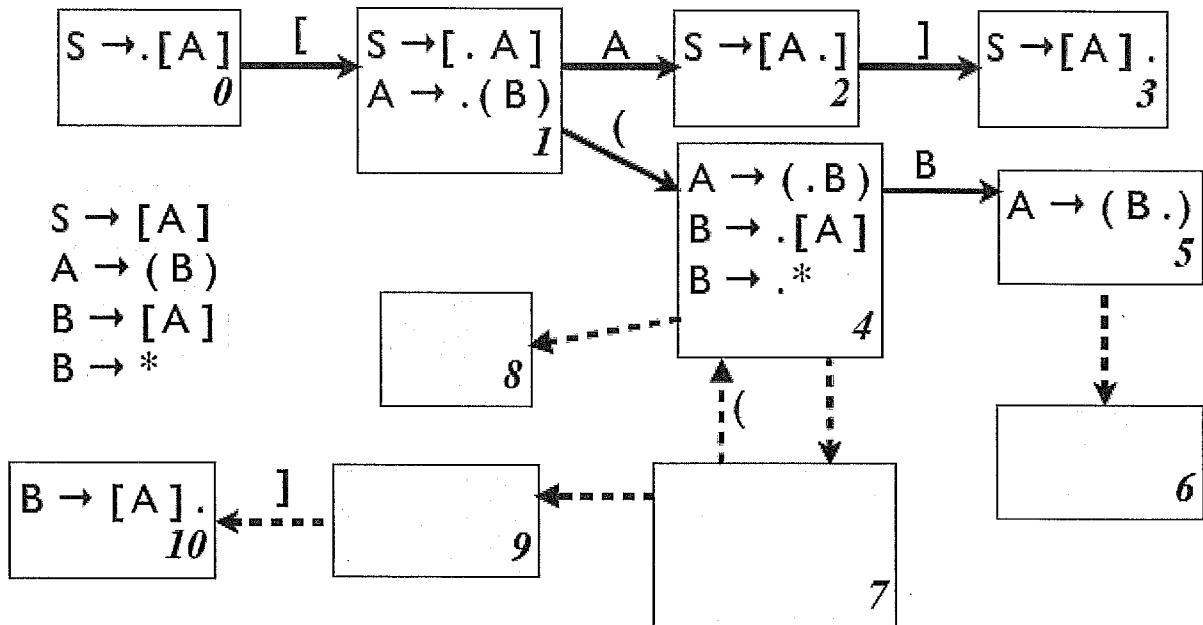 S →.[A]
0
[
S →[. A]
A → .(B)
1
A
S →[A.]
2
]
S →[A].
3
(
A → (.B)
B → .[A]
B → .*
4
B
A → (B.)
5
S → [A]
A → (B)
B → [A]
B → *
8
(
6
B → [A].
10
]
9
7